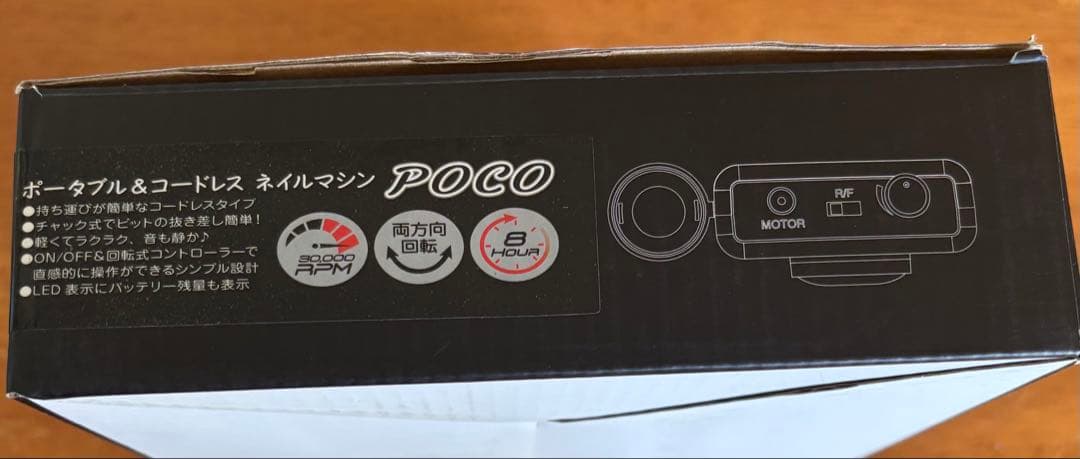 ポータブル＆コードレス ネイルマシン POCO
●持ち運びが簡単なコードレスタイプ
●チャック式でビットの抜き差し簡単！
●軽くてラクラク、音も静か♪
●ON/OFF＆回転式コントローラーで
直感的に操作ができるシンプル設計
●LED 表示にバッテリー残量も表示
30,000
RPM
両方向
回転
8
HOUR
MOTOR
R/F